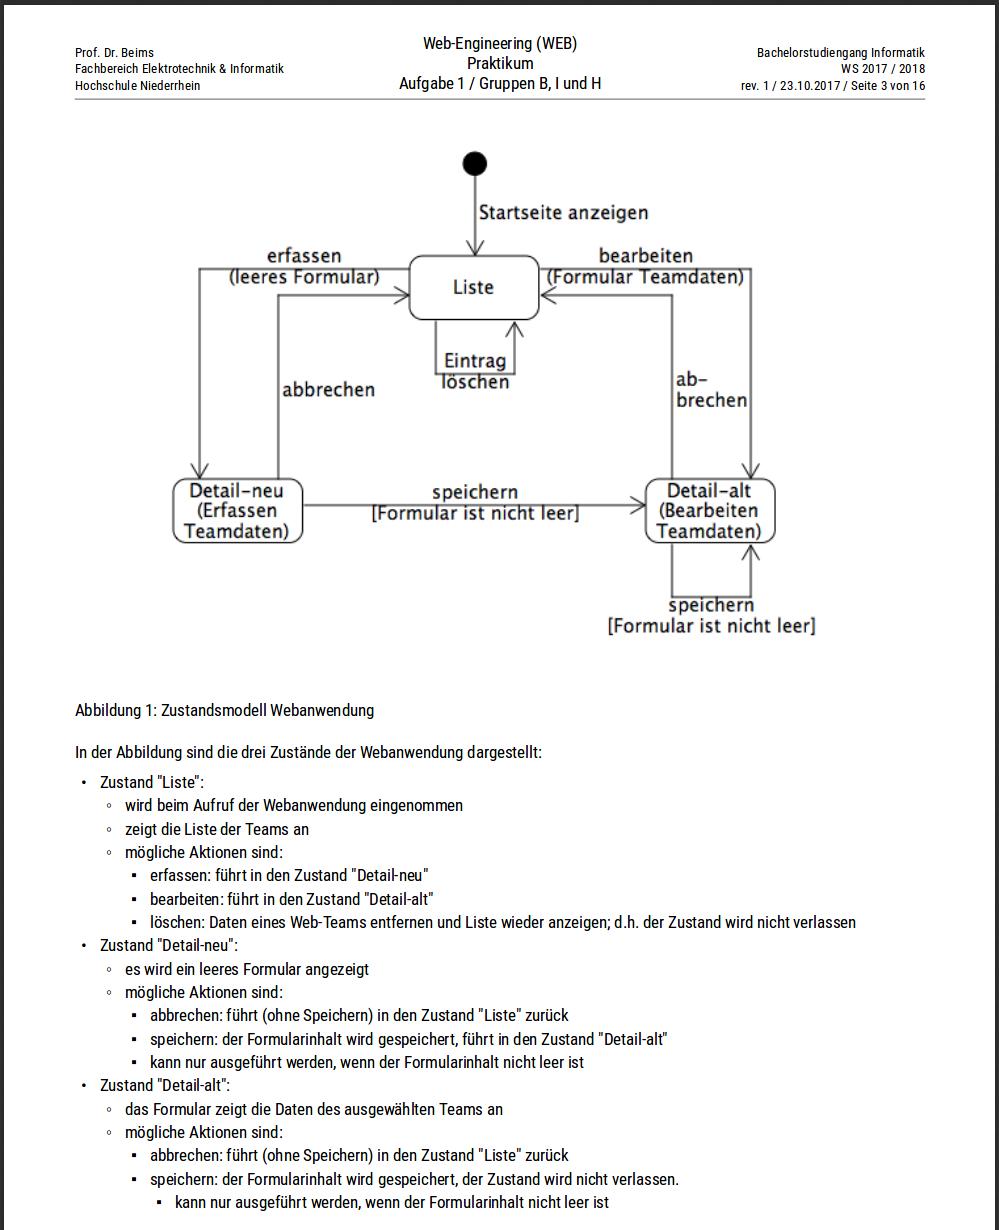 Prof. Dr. Beims
Fachbereich Elektrotechnik & Informatik
Hochschule Niederrhein
Web-Engineering (WEB)
Praktikum
Aufgabe 1 / Gruppen B, I und H
Bachelorstudiengang Informatik
WS 2017 / 2018
rev. 1 / 23.10.2017 / Seite 3 von 16
Startseite anzeigen
erfassen
(leeres Formular)
bearbeiten
(Formular Teamdaten)
Liste
Eintrag
löschen
abbrechen
ab-
brechen
Detail-neu
(Erfassen
Teamdaten)
speichern
[Formular ist nicht leer]
Detail-alt
(Bearbeiten
Teamdaten)
speichern
[Formular ist nicht leer]
Abbildung 1: Zustandsmodell Webanwendung
In der Abbildung sind die drei Zustände der Webanwendung dargestellt:
• Zustand "Liste":
◦ wird beim Aufruf der Webanwendung eingenommen
◦ zeigt die Liste der Teams an
◦ mögliche Aktionen sind:
▪ erfassen: führt in den Zustand "Detail-neu"
▪ bearbeiten: führt in den Zustand "Detail-alt"
▪ löschen: Daten eines Web-Teams entfernen und Liste wieder anzeigen; d.h. der Zustand wird nicht verlassen
• Zustand "Detail-neu":
◦ es wird ein leeres Formular angezeigt
◦ mögliche Aktionen sind:
▪ abbrechen: führt (ohne Speichern) in den Zustand "Liste" zurück
▪ speichern: der Formularinhalt wird gespeichert, führt in den Zustand "Detail-alt"
▪ kann nur ausgeführt werden, wenn der Formularinhalt nicht leer ist
• Zustand "Detail-alt":
◦ das Formular zeigt die Daten des ausgewählten Teams an
◦ mögliche Aktionen sind:
▪ abbrechen: führt (ohne Speichern) in den Zustand "Liste" zurück
▪ speichern: der Formularinhalt wird gespeichert, der Zustand wird nicht verlassen.
▪ kann nur ausgeführt werden, wenn der Formularinhalt nicht leer ist